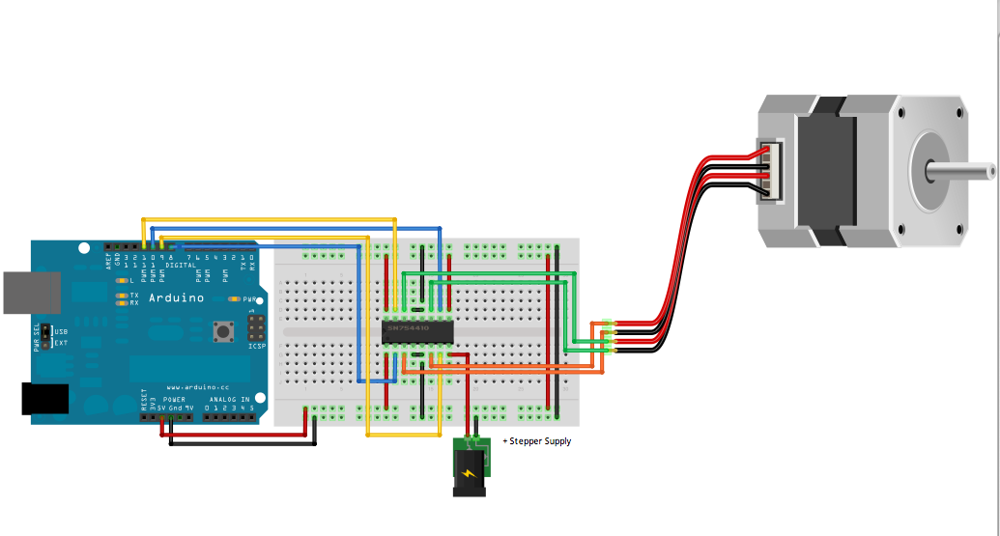 AREF
GND
13
12
11
10
9
8
7
6
5
4
3
2
1
0
PWM
PWM
PWM
DIGITAL
PWM
PWM
PWM
TX
RX
L
TX
RX
Arduino
PWR
PWR SEL
USB
EXT
ICSP
1
www.arduino.cc
RESET
3V3
POWER
5V Gnd 9V
ANALOG IN
0 1 2 3 4 5
SN754410
+ Stepper Supply